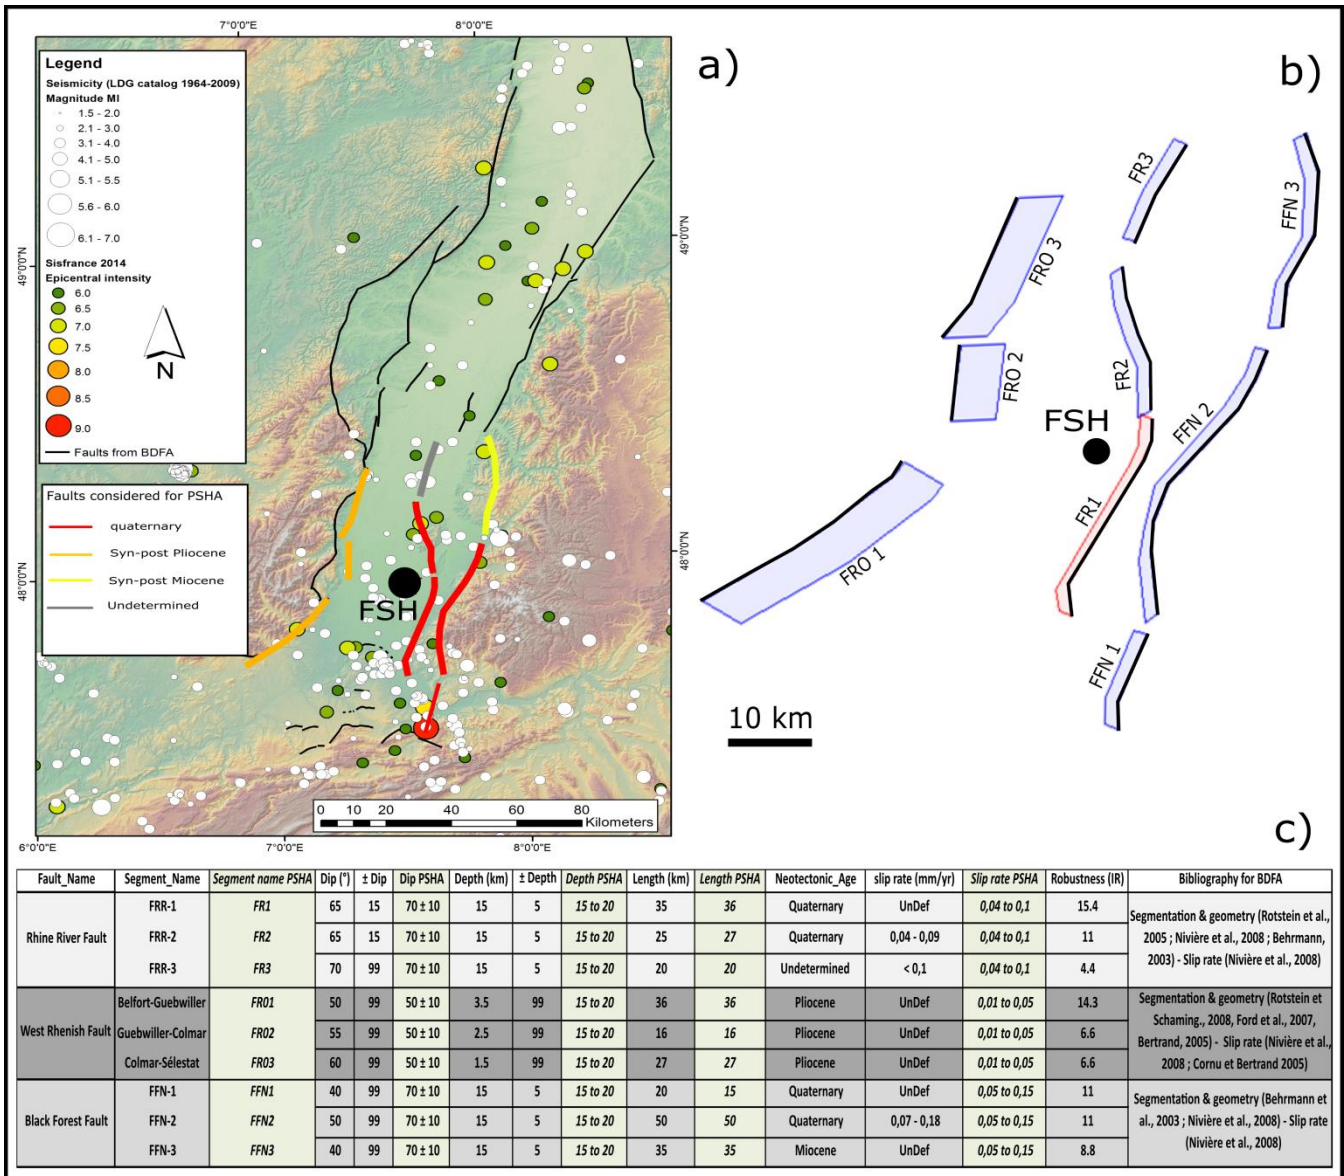 7°0'0"E
8°0'0"E
Legend
Seismicity (LDG catalog 1964-2009)
Magnitude Ml
1.5 - 2.0
2.1 - 3.0
3.1 - 4.0
4.1 - 5.0
5.1 - 5.5
5.6 - 6.0
6.1 - 7.0
Sisfrance 2014
Epicentral intensity
6.0
6.5
7.0
7.5
8.0
8.5
9.0
Faults from BDFA
N
Faults considered for PSHA
quaternary
Syn-post Pliocene
Syn-post Miocene
Undetermined
49°0'0"N
48°0'0"N
49°0'0"N
48°0'0"N
FSH
0 10 20 40 60 80
Kilometers
6°0'0"E
7°0'0"E
8°0'0"E
a)
b)
FR3
FFN 3
FRO 3
FRO 2
FR2
FSH
FFN 2
FR1
FRO 1
FFN 1
10 km
c)
Fault_Name Segment_Name Segment name PSHA Dip (°) ± Dip Dip PSHA Depth (km) ± Depth Depth PSHA Length (km) Length PSHA Neotectonic_Age slip rate (mm/yr) Slip rate PSHA Robustness (IR) Bibliography for BDFA
Rhine River Fault
FRR-1 FR1 65 15 70 ± 10 15 5 15 to 20 35 36 Quaternary UnDef 0,04 to 0,1 15.4
FRR-2 FR2 65 15 70 ± 10 15 5 15 to 20 25 27 Quaternary 0,04 - 0,09 0,04 to 0,1 11
FRR-3 FR3 70 99 70 ± 10 15 5 15 to 20 20 20 Undetermined < 0,1 0,04 to 0,1 4.4
Segmentation & geometry (Rotstein et al.,
2005 ; Nivière et al., 2008 ; Behrmann,
2003) - Slip rate (Nivière et al., 2008)
West Rhenish Fault
Belfort-Guebwiller FR01 50 99 50 ± 10 3.5 99 15 to 20 36 36 Pliocene UnDef 0,01 to 0,05 14.3
Guebwiller-Colmar FR02 55 99 50 ± 10 2.5 99 15 to 20 16 16 Pliocene UnDef 0,01 to 0,05 6.6
Colmar-Sélestat FR03 60 99 50 ± 10 1.5 99 15 to 20 27 27 Pliocene UnDef 0,01 to 0,05 6.6
Segmentation & geometry (Rotstein et
Schaming., 2008, Ford et al., 2007,
Bertrand, 2005) - Slip rate (Nivière et al.,
2008 ; Cornu et Bertrand 2005)
Black Forest Fault
FFN-1 FFN1 40 99 70 ± 10 15 5 15 to 20 20 15 Quaternary UnDef 0,05 to 0,15 11
FFN-2 FFN2 50 99 70 ± 10 15 5 15 to 20 50 50 Quaternary 0,07 - 0,18 0,05 to 0,15 11
FFN-3 FFN3 40 99 70 ± 10 15 5 15 to 20 35 35 Miocene UnDef 0,05 to 0,15 8.8
Segmentation & geometry (Behrmann et
al., 2003 ; Nivière et al., 2008) - Slip rate
(Nivière et al., 2008)